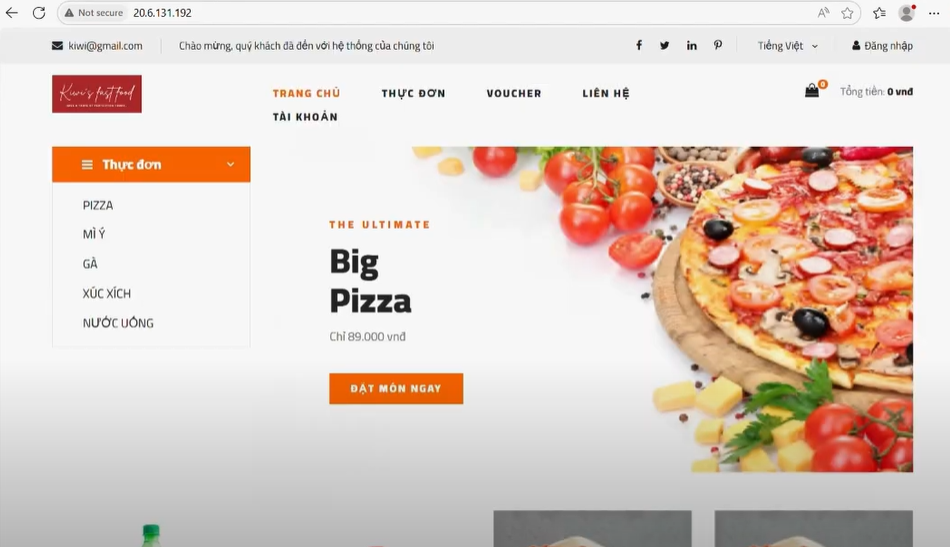 Not secure 20.6.131.192
kiwi@gmail.com Chào mừng, quý khách đã đến với hệ thống của chúng tôi Tiếng Việt Đăng nhập
Kiwi's fast food
TRANG CHỦ THỰC ĐƠN VOUCHER LIÊN HỆ
0 Tổng tiền: 0 vnđ
TÀI KHOẢN
Thực đơn
PIZZA
MÌ Ý
GÀ
XÚC XÍCH
NƯỚC UỐNG
THE ULTIMATE
Big
Pizza
Chỉ 89.000 vnđ
ĐẶT MÓN NGAY